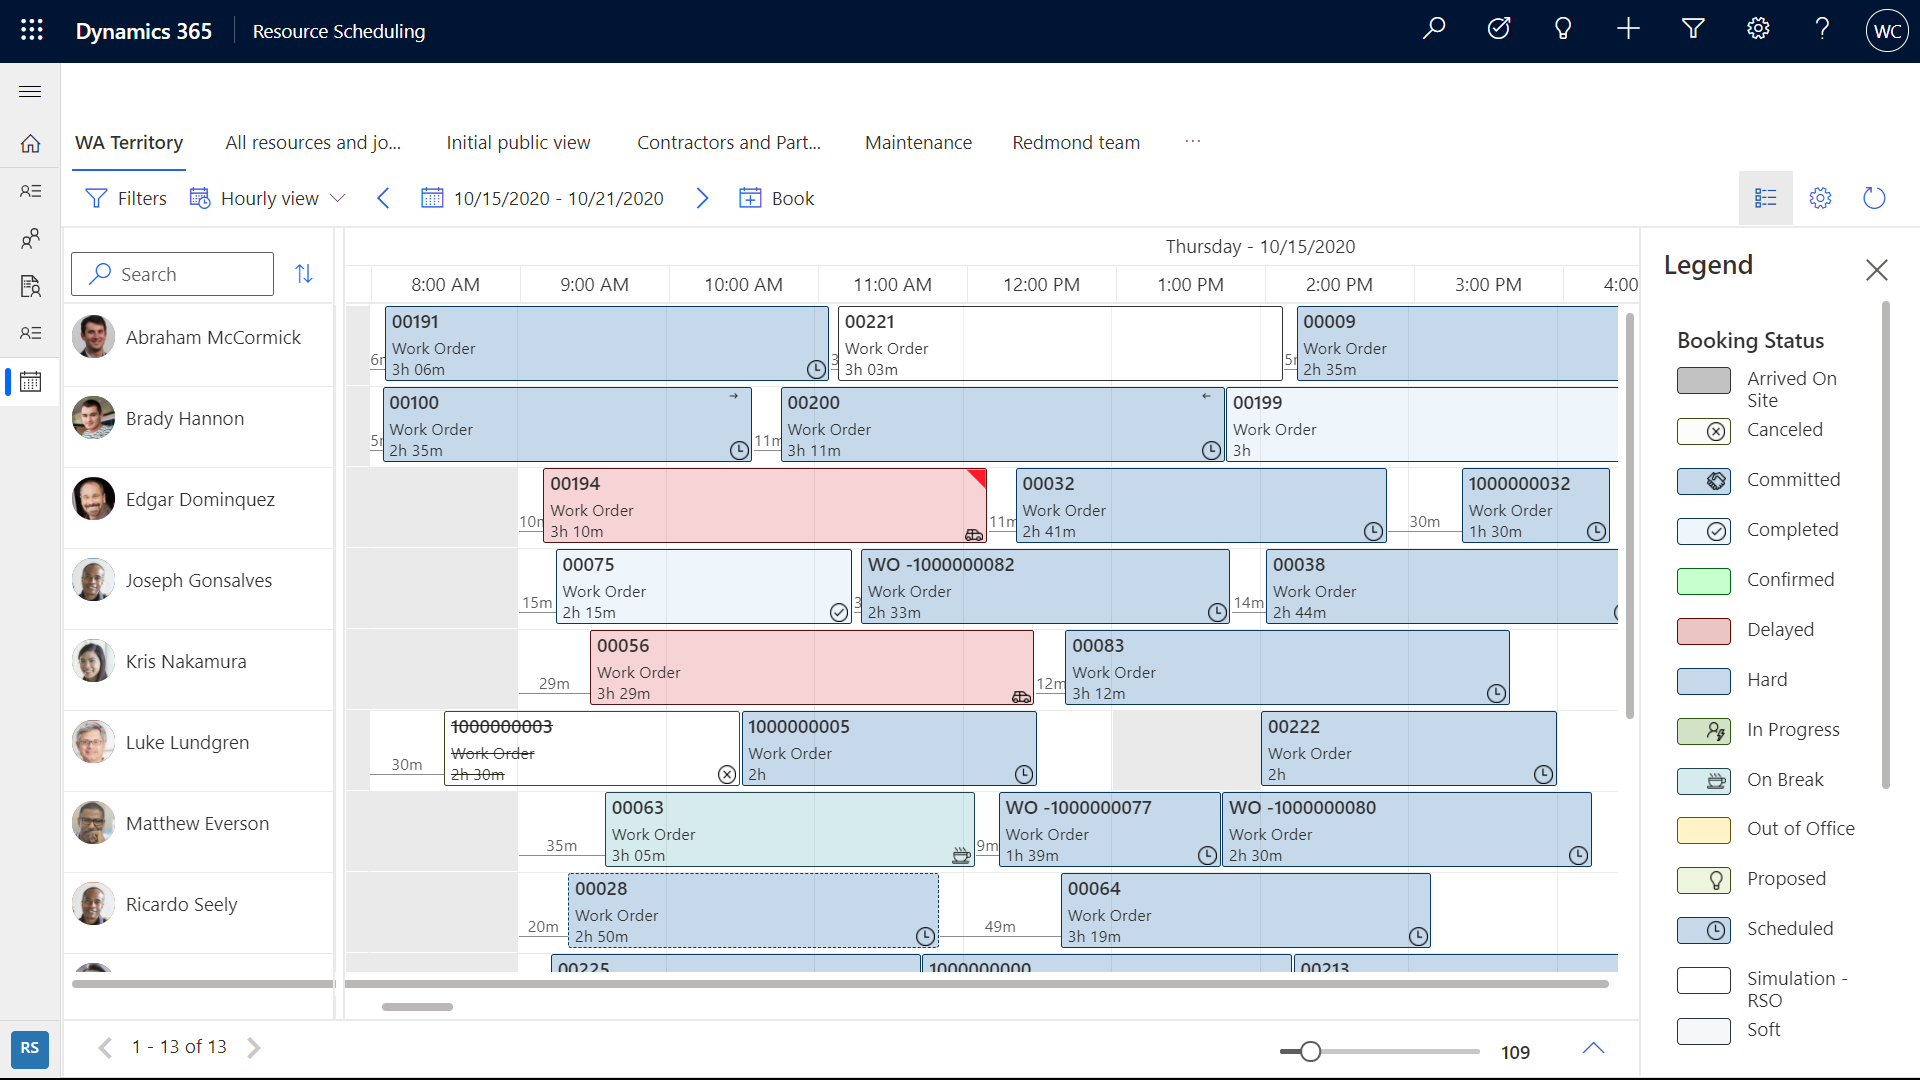 Dynamics 365
Resource Scheduling
WC
WA Territory
All resources and jo...
Initial public view
Contractors and Part...
Maintenance
Redmond team
...
Filters
Hourly view
10/15/2020 - 10/21/2020
Book
Search
Thursday - 10/15/2020
8:00 AM
9:00 AM
10:00 AM
11:00 AM
12:00 PM
1:00 PM
2:00 PM
3:00 PM
4:00
Abraham McCormick
00191
Work Order
3h 06m
00221
Work Order
3h 03m
00009
Work Order
2h 35m
Brady Hannon
00100
Work Order
2h 35m
11m
00200
Work Order
3h 11m
00199
Work Order
3h
Edgar Dominquez
00194
Work Order
3h 10m
00032
Work Order
2h 41m
30m
1000000032
Work Order
1h 30m
Joseph Gonsalves
15m
00075
Work Order
2h 15m
WO -1000000082
Work Order
2h 33m
14m
00038
Work Order
2h 44m
Kris Nakamura
29m
00056
Work Order
3h 29m
12m
00083
Work Order
3h 12m
Luke Lundgren
30m
1000000003
Work Order
2h 30m
1000000005
Work Order
2h
00222
Work Order
2h
Matthew Everson
35m
00063
Work Order
3h 05m
9m
WO -1000000077
Work Order
1h 39m
WO -1000000080
Work Order
2h 30m
Ricardo Seely
20m
00028
Work Order
2h 50m
49m
00064
Work Order
3h 19m
00225
1000000000
00213
RS
1 - 13 of 13
109
Legend
Booking Status
Arrived On
Site
Canceled
Committed
Completed
Confirmed
Delayed
Hard
In Progress
On Break
Out of Office
Proposed
Scheduled
Simulation -
RSO
Soft